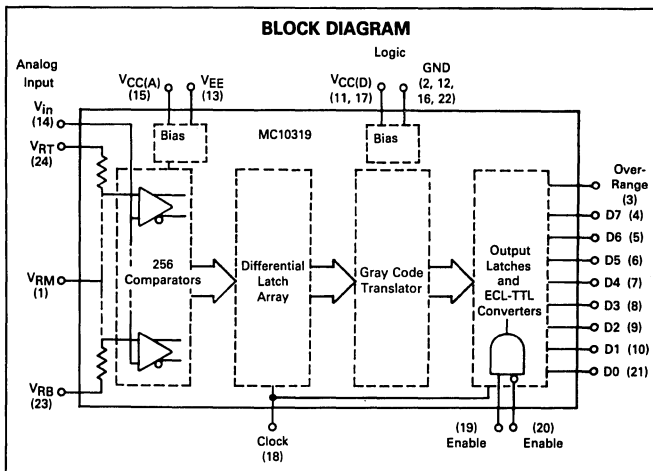 BLOCK DIAGRAM
Analog
Input
Vin
(14)
VRT
(24)
VRM
(1)
VRB
(23)
VCC(A)
(15)
VEE
(13)
Logic
VCC(D)
(11, 17)
GND
(2, 12,
16, 22)
Bias
MC10319
Bias
256
Comparators
Differential
Latch
Array
Gray Code
Translator
Output
Latches
and
ECL-TTL
Converters
Over-
Range
(3)
D7 (4)
D6 (5)
D5 (6)
D4 (7)
D3 (8)
D2 (9)
D1 (10)
D0 (21)
Clock
(18)
(19)
Enable
(20)
Enable